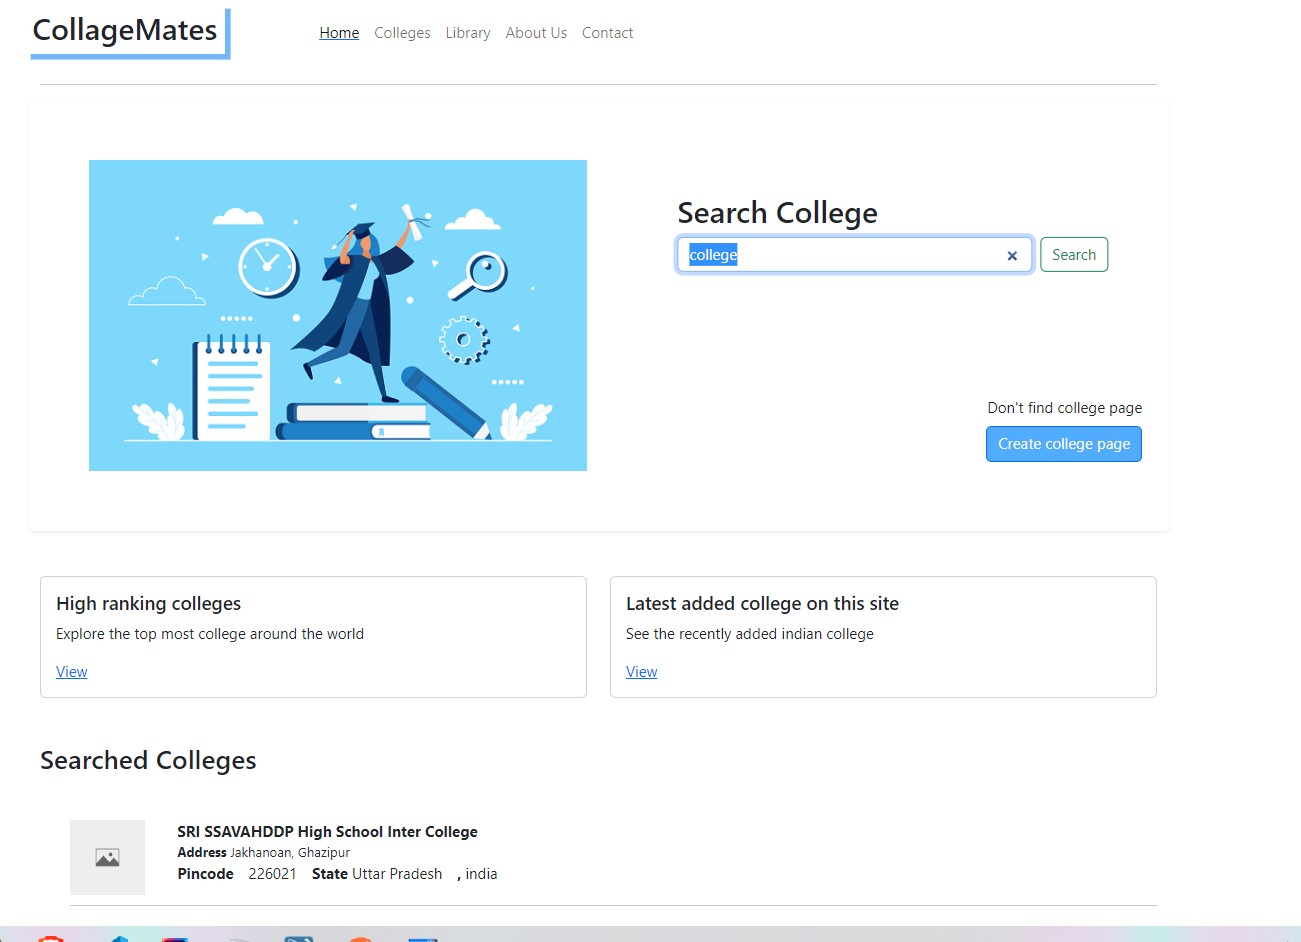 CollageMates
Home Colleges Library About Us Contact
Search College
college × Search
Don't find college page
Create college page
High ranking colleges
Explore the top most college around the world
View
Latest added college on this site
See the recently added indian college
View
Searched Colleges
SRI SSAVAHDDP High School Inter College
Address Jakhanoan, Ghazipur
Pincode 226021 State Uttar Pradesh , india